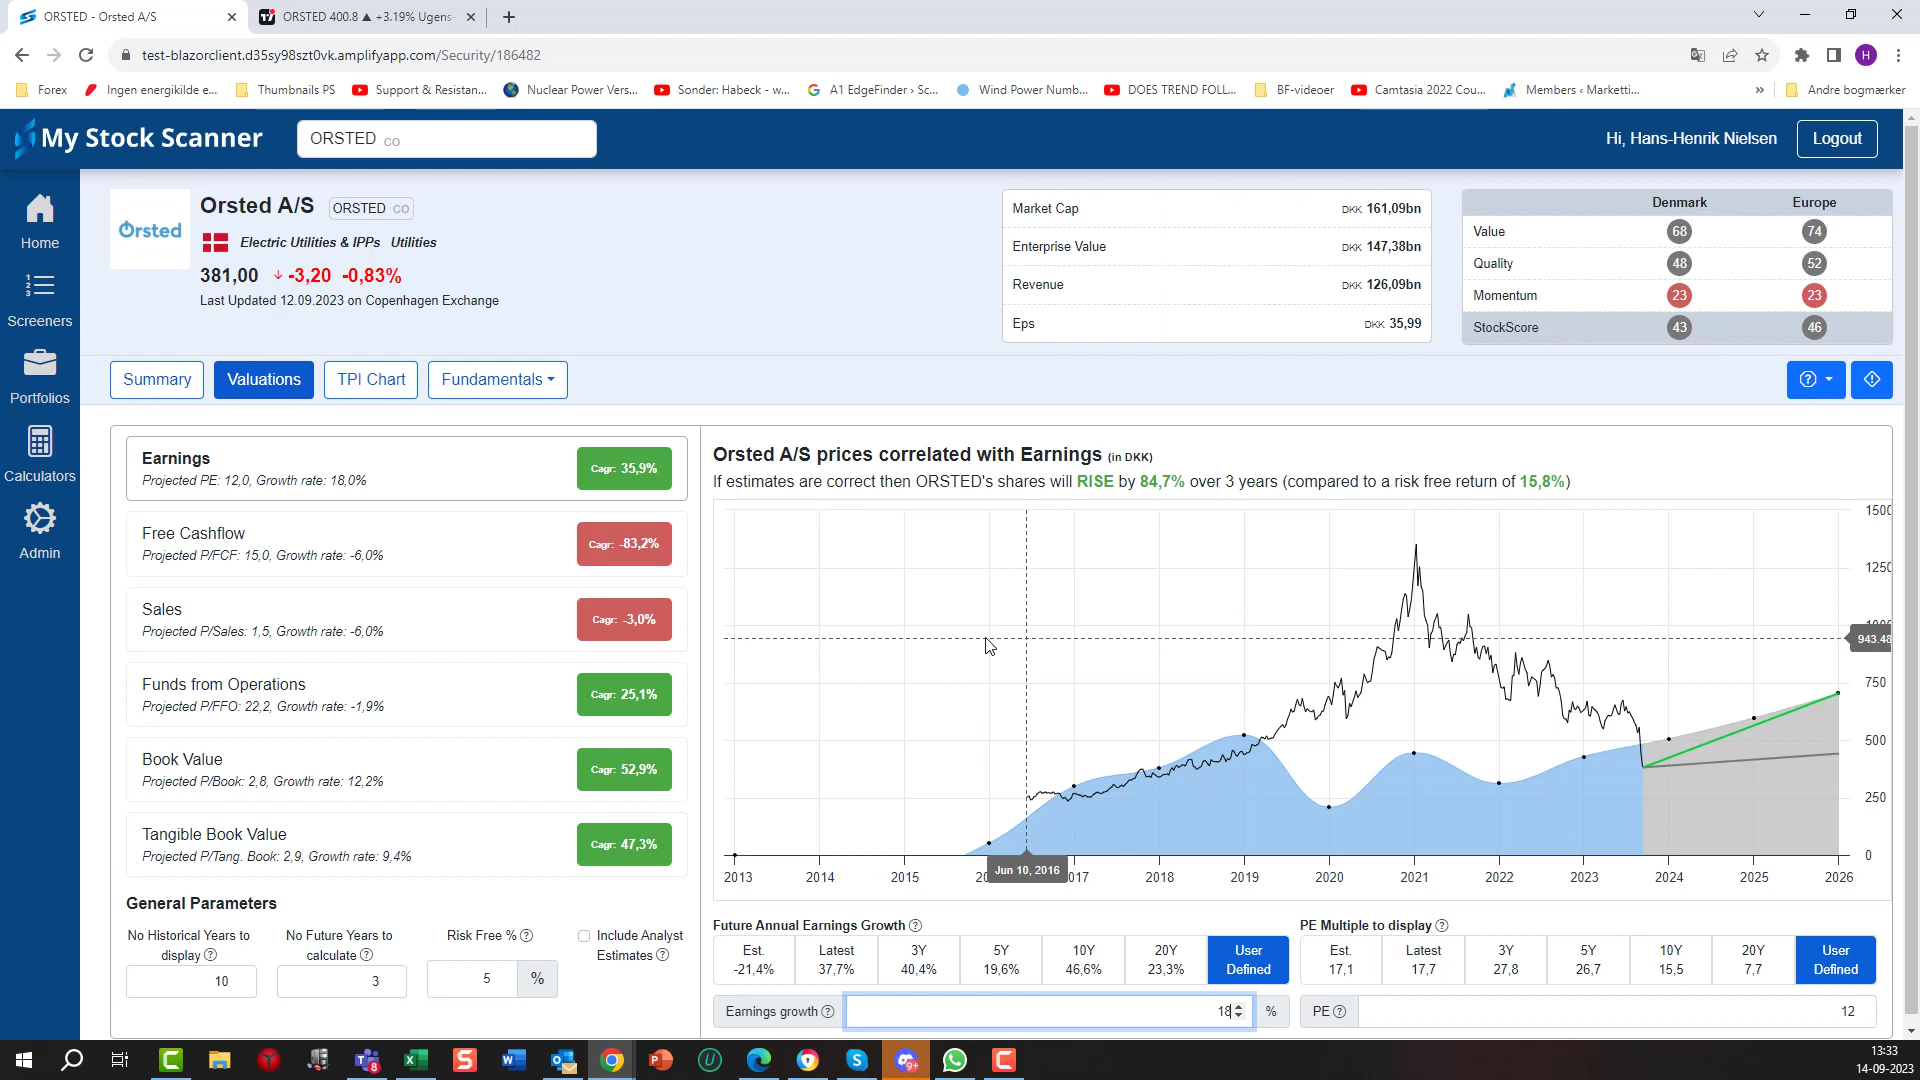 ORSTED - Orsted A/S
ORSTED 400.8 ▲ +3.19% Ugens
test-blazorclient.d35sy98szt0vk.amplifyapp.com/Security/186482
H
Forex
Ingen energikilde e...
Thumbnails PS
Support & Resistan...
Nuclear Power Vers...
Sonder: Habeck - w...
A1 EdgeFinder › Sc...
Wind Power Numb...
DOES TREND FOLL...
BF-videoer
Camtasia 2022 Cou...
Members ‹ Marketti...
»
Andre bogmærker
My Stock Scanner
ORSTED CO
Hi, Hans-Henrik Nielsen
Logout
Home
Screeners
Portfolios
Calculators
Admin
Orsted
Orsted A/S ORSTED CO
Electric Utilities & IPPs Utilities
381,00 -3,20 -0,83%
Last Updated 12.09.2023 on Copenhagen Exchange
Market Cap DKK 161,09bn
Enterprise Value DKK 147,38bn
Revenue DKK 126,09bn
Eps DKK 35,99
Denmark Europe
Value 68 74
Quality 48 52
Momentum 23 23
StockScore 43 46
Summary
Valuations
TPI Chart
Fundamentals
Earnings
Projected PE: 12,0, Growth rate: 18,0%
Cagr: 35,9%
Free Cashflow
Projected P/FCF: 15,0, Growth rate: -6,0%
Cagr: -83,2%
Sales
Projected P/Sales: 1,5, Growth rate: -6,0%
Cagr: -3,0%
Funds from Operations
Projected P/FFO: 22,2, Growth rate: -1,9%
Cagr: 25,1%
Book Value
Projected P/Book: 2,8, Growth rate: 12,2%
Cagr: 52,9%
Tangible Book Value
Projected P/Tang. Book: 2,9, Growth rate: 9,4%
Cagr: 47,3%
General Parameters
No Historical Years to display
10
No Future Years to calculate
3
Risk Free %
5 %
Include Analyst Estimates
Orsted A/S prices correlated with Earnings (in DKK)
If estimates are correct then ORSTED's shares will RISE by 84,7% over 3 years (compared to a risk free return of 15,8%)
1500
1250
1000
943.48
750
500
250
0
2013 2014 2015 20 Jun 10, 2016 017 2018 2019 2020 2021 2022 2023 2024 2025 2026
Future Annual Earnings Growth
Est. Latest 3Y 5Y 10Y 20Y User Defined
-21,4% 37,7% 40,4% 19,6% 46,6% 23,3%
Earnings growth 18 %
PE Multiple to display
Est. Latest 3Y 5Y 10Y 20Y User Defined
17,1 17,7 27,8 26,7 15,5 7,7
PE 12
8
9+
13:33
14-09-2023